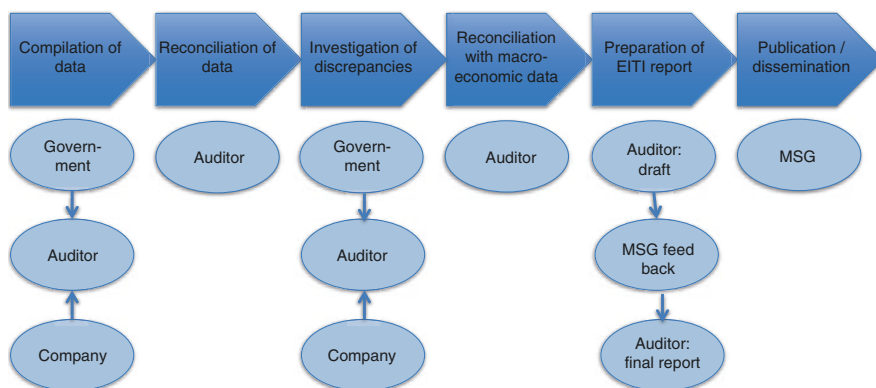 Compilation of
data
Reconciliation
of data
Investigation of
discrepancies
Reconciliation
with macro-
economic data
Preparation of
EITI report
Publication /
dissemination
Govern-
ment
Auditor
Company
Auditor
Govern-
ment
Auditor
Company
Auditor
Auditor:
draft
MSG feed
back
Auditor:
final report
MSG